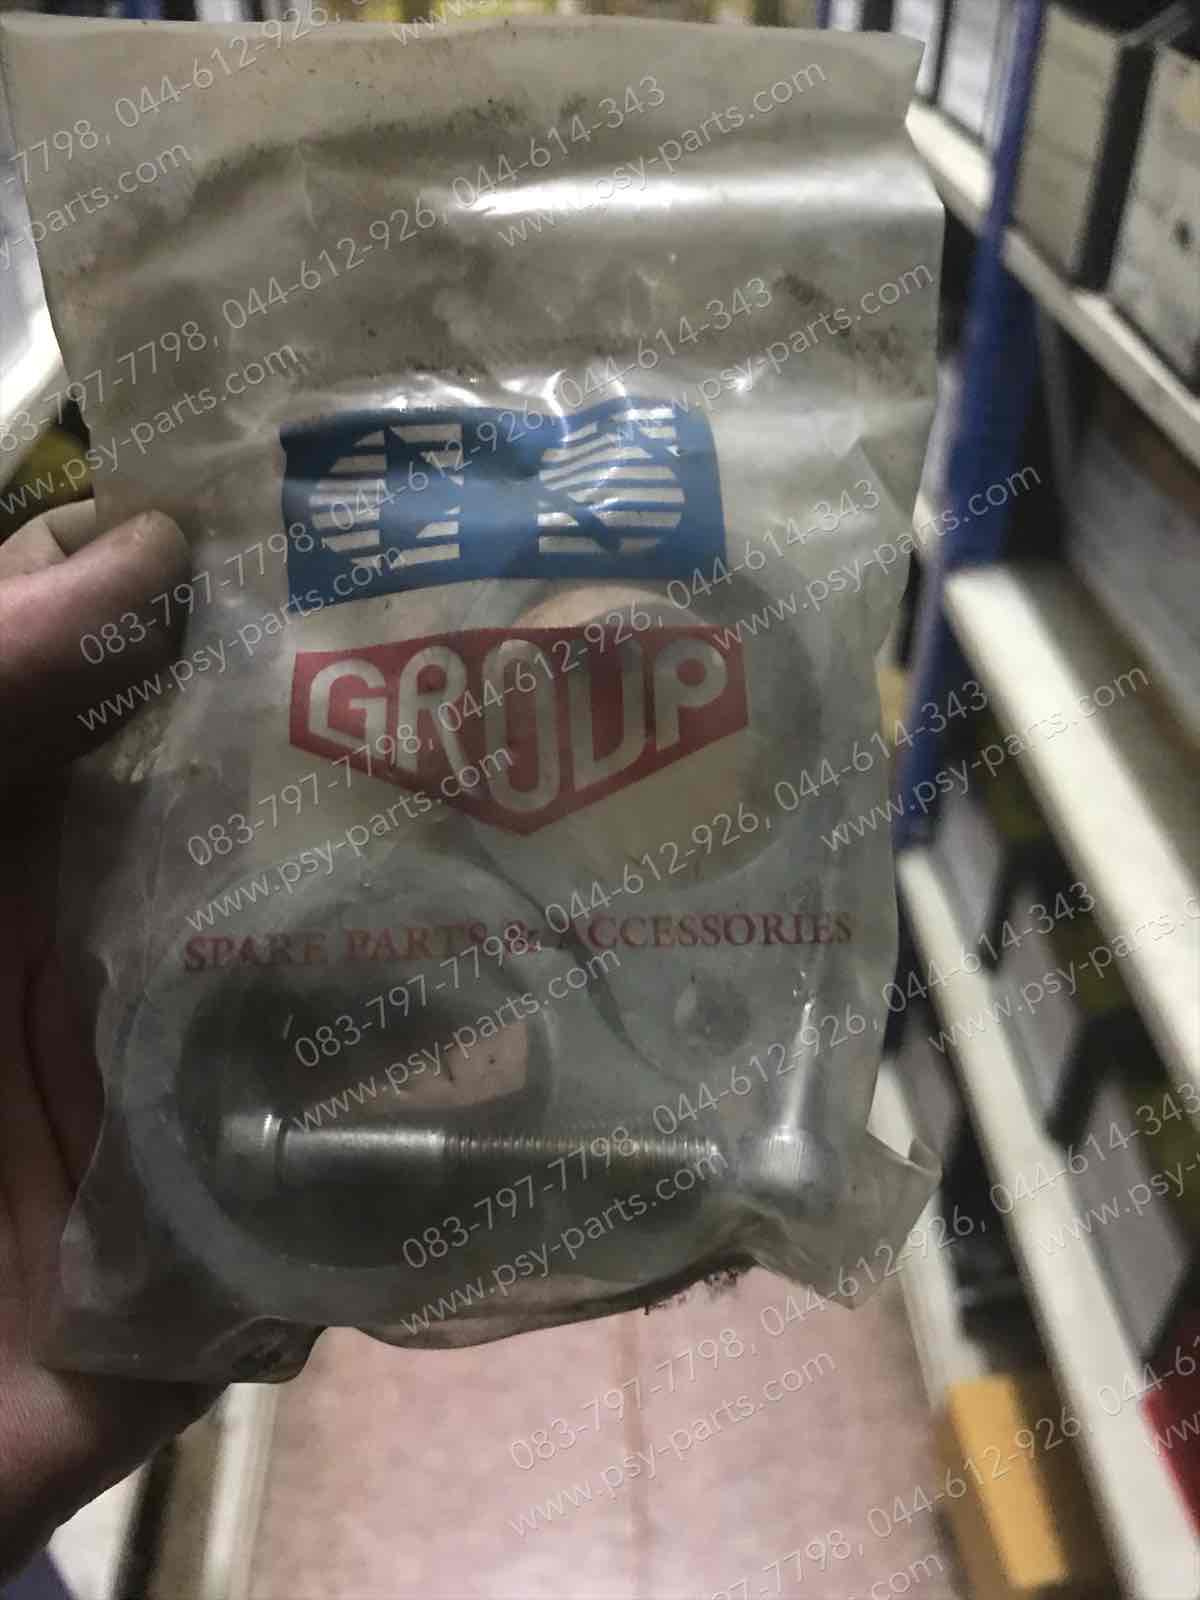 GROUP
SPARE PARTS & ACCESSORIES
083-797-7798, 044-612-926, 044-614-343
www.psy-parts.com